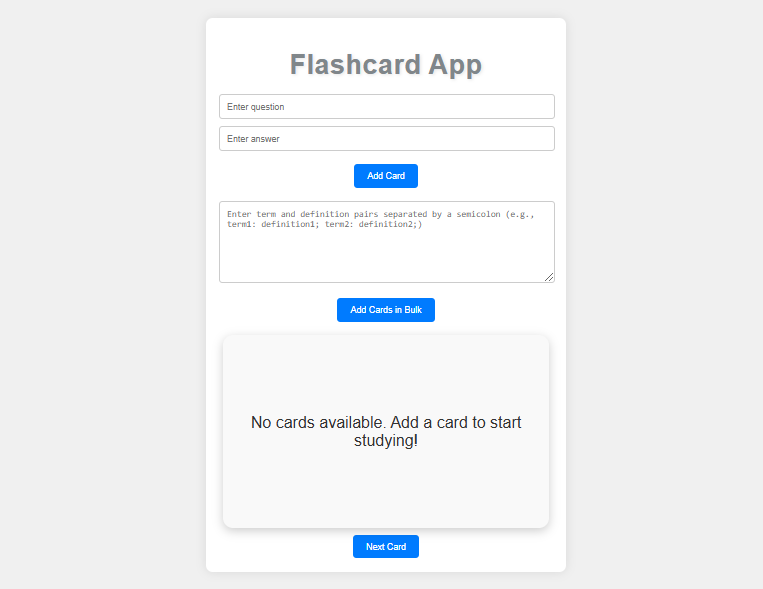 Flashcard App
Enter question
Enter answer
Add Card
Enter term and definition pairs separated by a semicolon (e.g.,
term1: definition1; term2: definition2;)
Add Cards in Bulk
No cards available. Add a card to start
studying!
Next Card